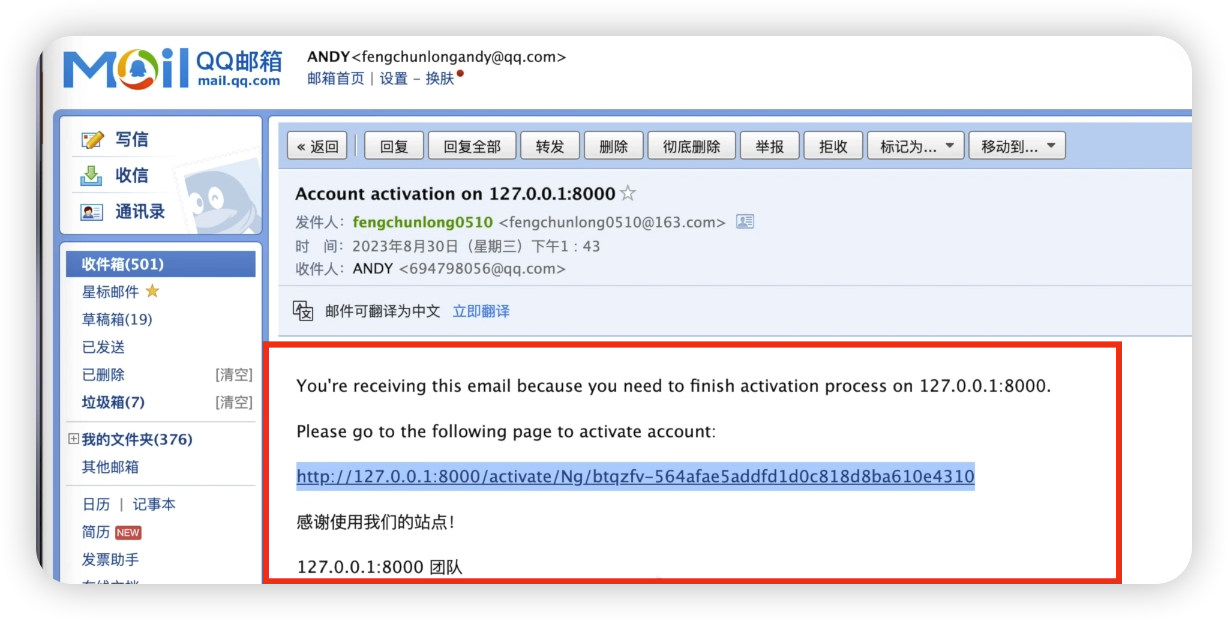 Mail QQ邮箱
mail.qq.com
ANDY<fengchunlongandy@qq.com>
邮箱首页 | 设置 - 换肤
写信
收信
通讯录
收件箱(501)
星标邮件
草稿箱(19)
已发送
已删除 [清空]
垃圾箱(7) [清空]
我的文件夹(376)
其他邮箱
日历 | 记事本
简历 NEW
发票助手
在线文档
« 返回 回复 回复全部 转发 删除 彻底删除 举报 拒收 标记为... 移动到...
Account activation on 127.0.0.1:8000
发件人: fengchunlong0510 <fengchunlong0510@163.com>
时 间: 2023年8月30日 (星期三) 下午1:43
收件人: ANDY <694798056@qq.com>
邮件可翻译为中文 立即翻译
You're receiving this email because you need to finish activation process on 127.0.0.1:8000.
Please go to the following page to activate account:
http://127.0.0.1:8000/activate/Ng/btqzfv-564afae5addfd1d0c818d8ba610e4310
感谢使用我们的站点!
127.0.0.1:8000 团队